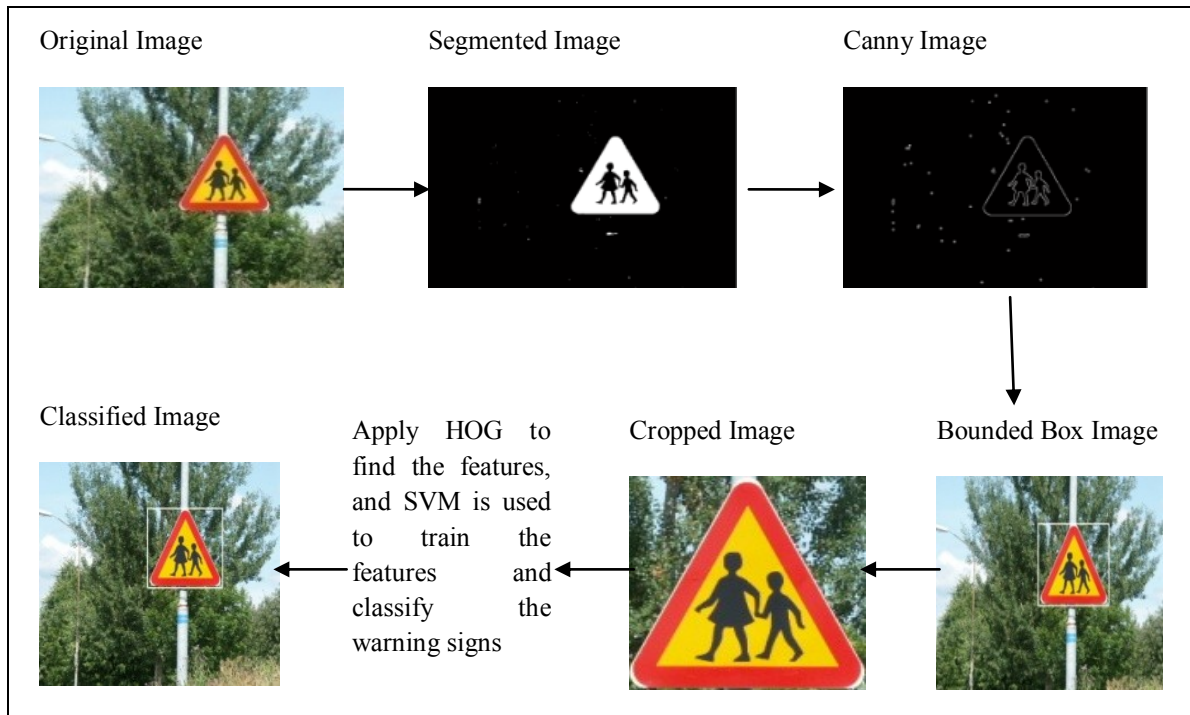 Original Image
Segmented Image
Canny Image
Classified Image
Apply HOG to
find the features,
and SVM is used
to train the
features and
classify the
warning signs
Cropped Image
Bounded Box Image